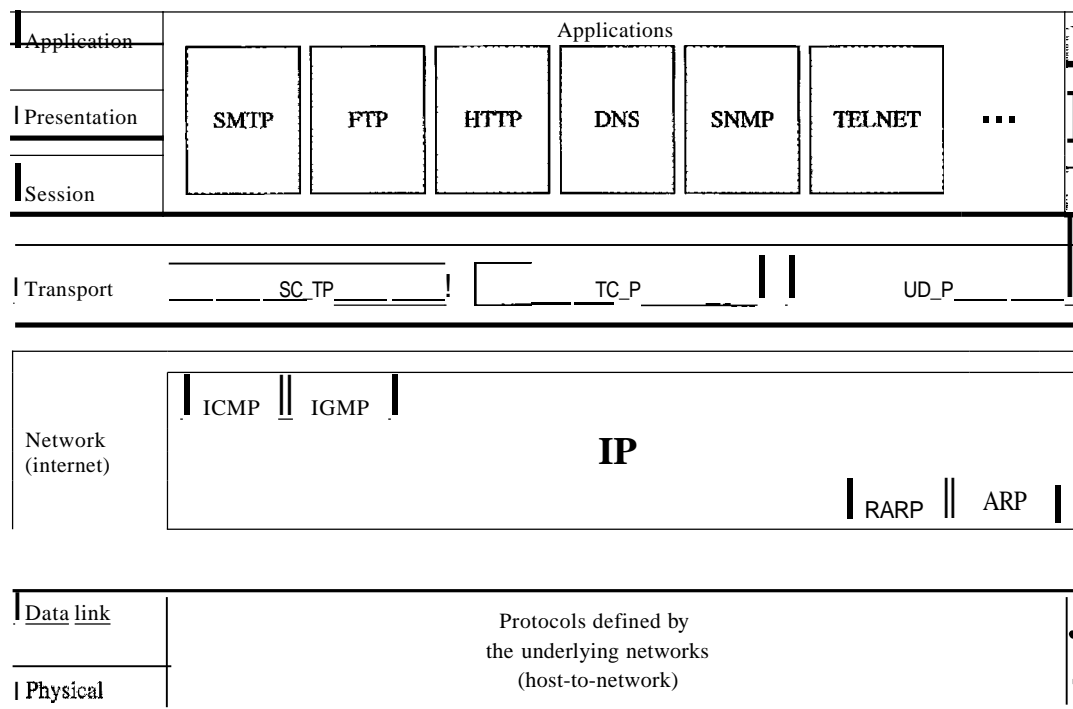 Applications
Application
Presentation
Session
SMTP FTP HTTP DNS SNMP TELNET ...
Transport SC_TP TC_P UD_P
ICMP IGMP
Network
(internet)
IP
RARP ARP
Data link
Physical
Protocols defined by
the underlying networks
(host-to-network)